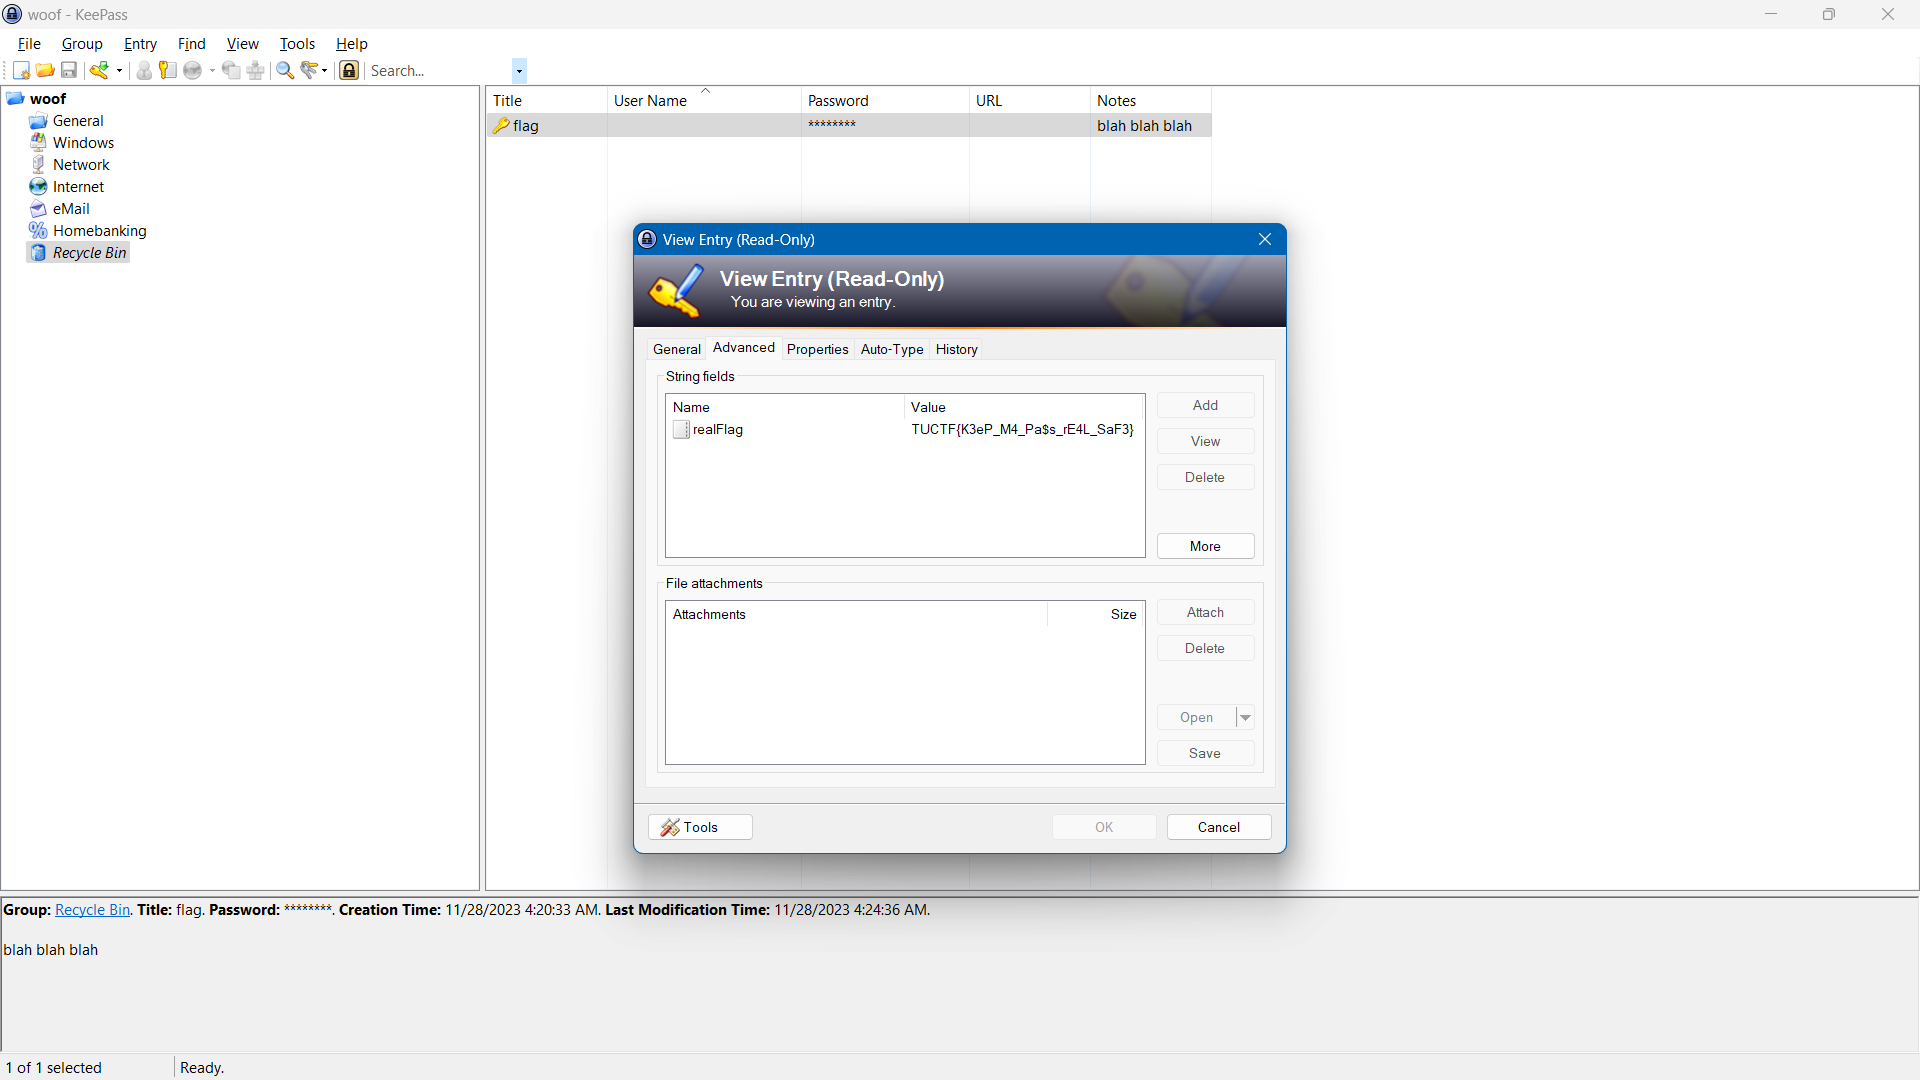 woof - KeePass
File Group Entry Find View Tools Help
Search...
woof
General
Windows
Network
Internet
eMail
Homebanking
Recycle Bin
Title User Name Password URL Notes
flag ******** blah blah blah
View Entry (Read-Only)
View Entry (Read-Only)
You are viewing an entry.
General Advanced Properties Auto-Type History
String fields
Name Value
realFlag TUCTF{K3eP_M4_Pa$s_rE4L_SaF3}
Add
View
Delete
More
File attachments
Attachments Size
Attach
Delete
Open
Save
Tools OK Cancel
Group: Recycle Bin. Title: flag. Password: ********. Creation Time: 11/28/2023 4:20:33 AM. Last Modification Time: 11/28/2023 4:24:36 AM.
blah blah blah
1 of 1 selected Ready.